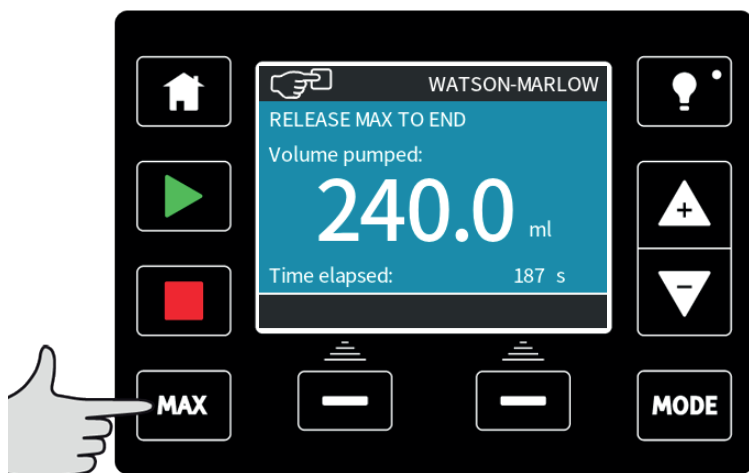 WATSON-MARLOW
RELEASE MAX TO END
Volume pumped:
240.0 ml
Time elapsed: 187 s
MAX
MODE